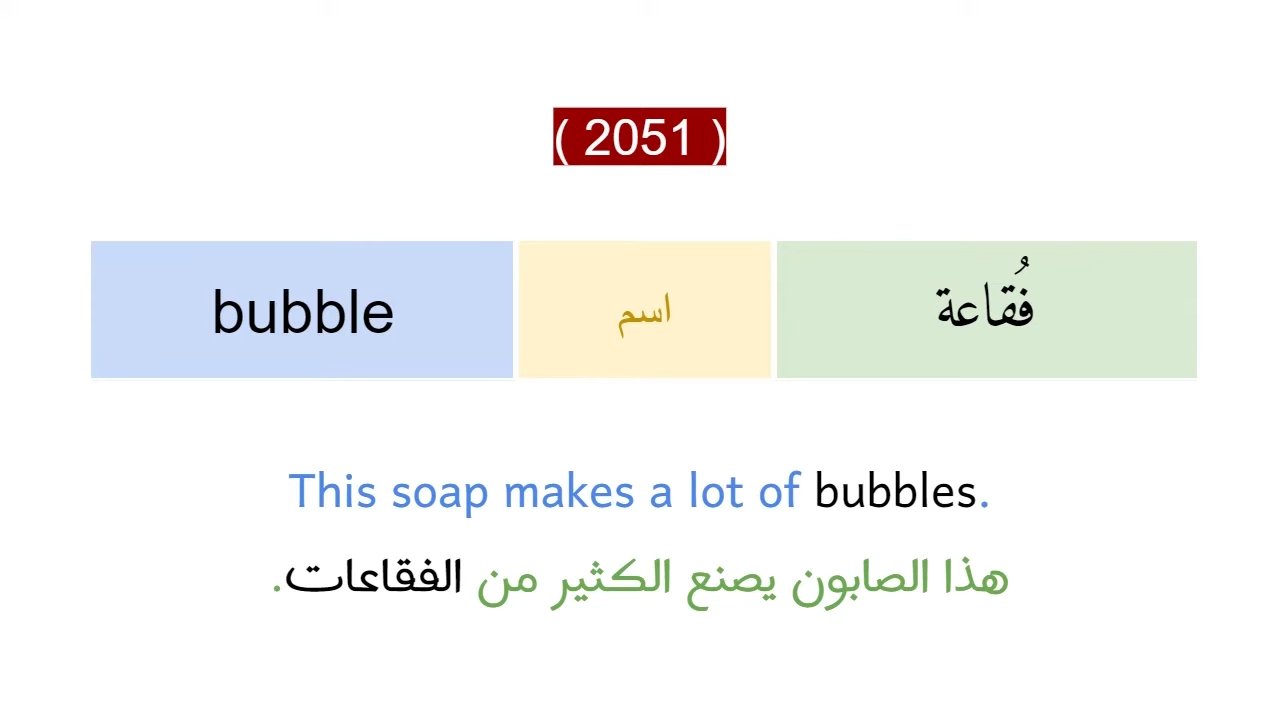 ( 2051 )
bubble اسم فُقاعة
This soap makes a lot of bubbles.
هذا الصابون يصنع الكثير من الفقاعات.